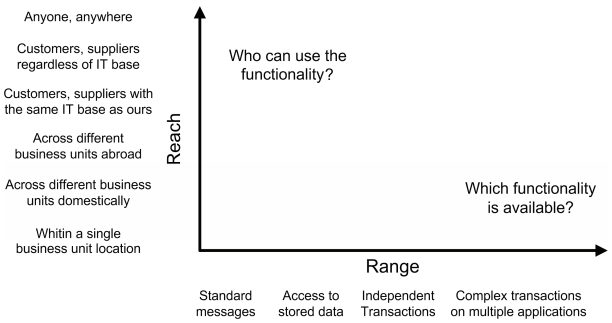 Anyone, anywhere
Customers, suppliers
regardless of IT base
Customers, suppliers with
the same IT base as ours
Across different
business units abroad
Across different business
units domestically
Whitin a single
business unit location
Reach
Who can use the
functionality?
Which functionality
is available?
Range
Standard
messages
Access to
stored data
Independent
Transactions
Complex transactions
on multiple applications